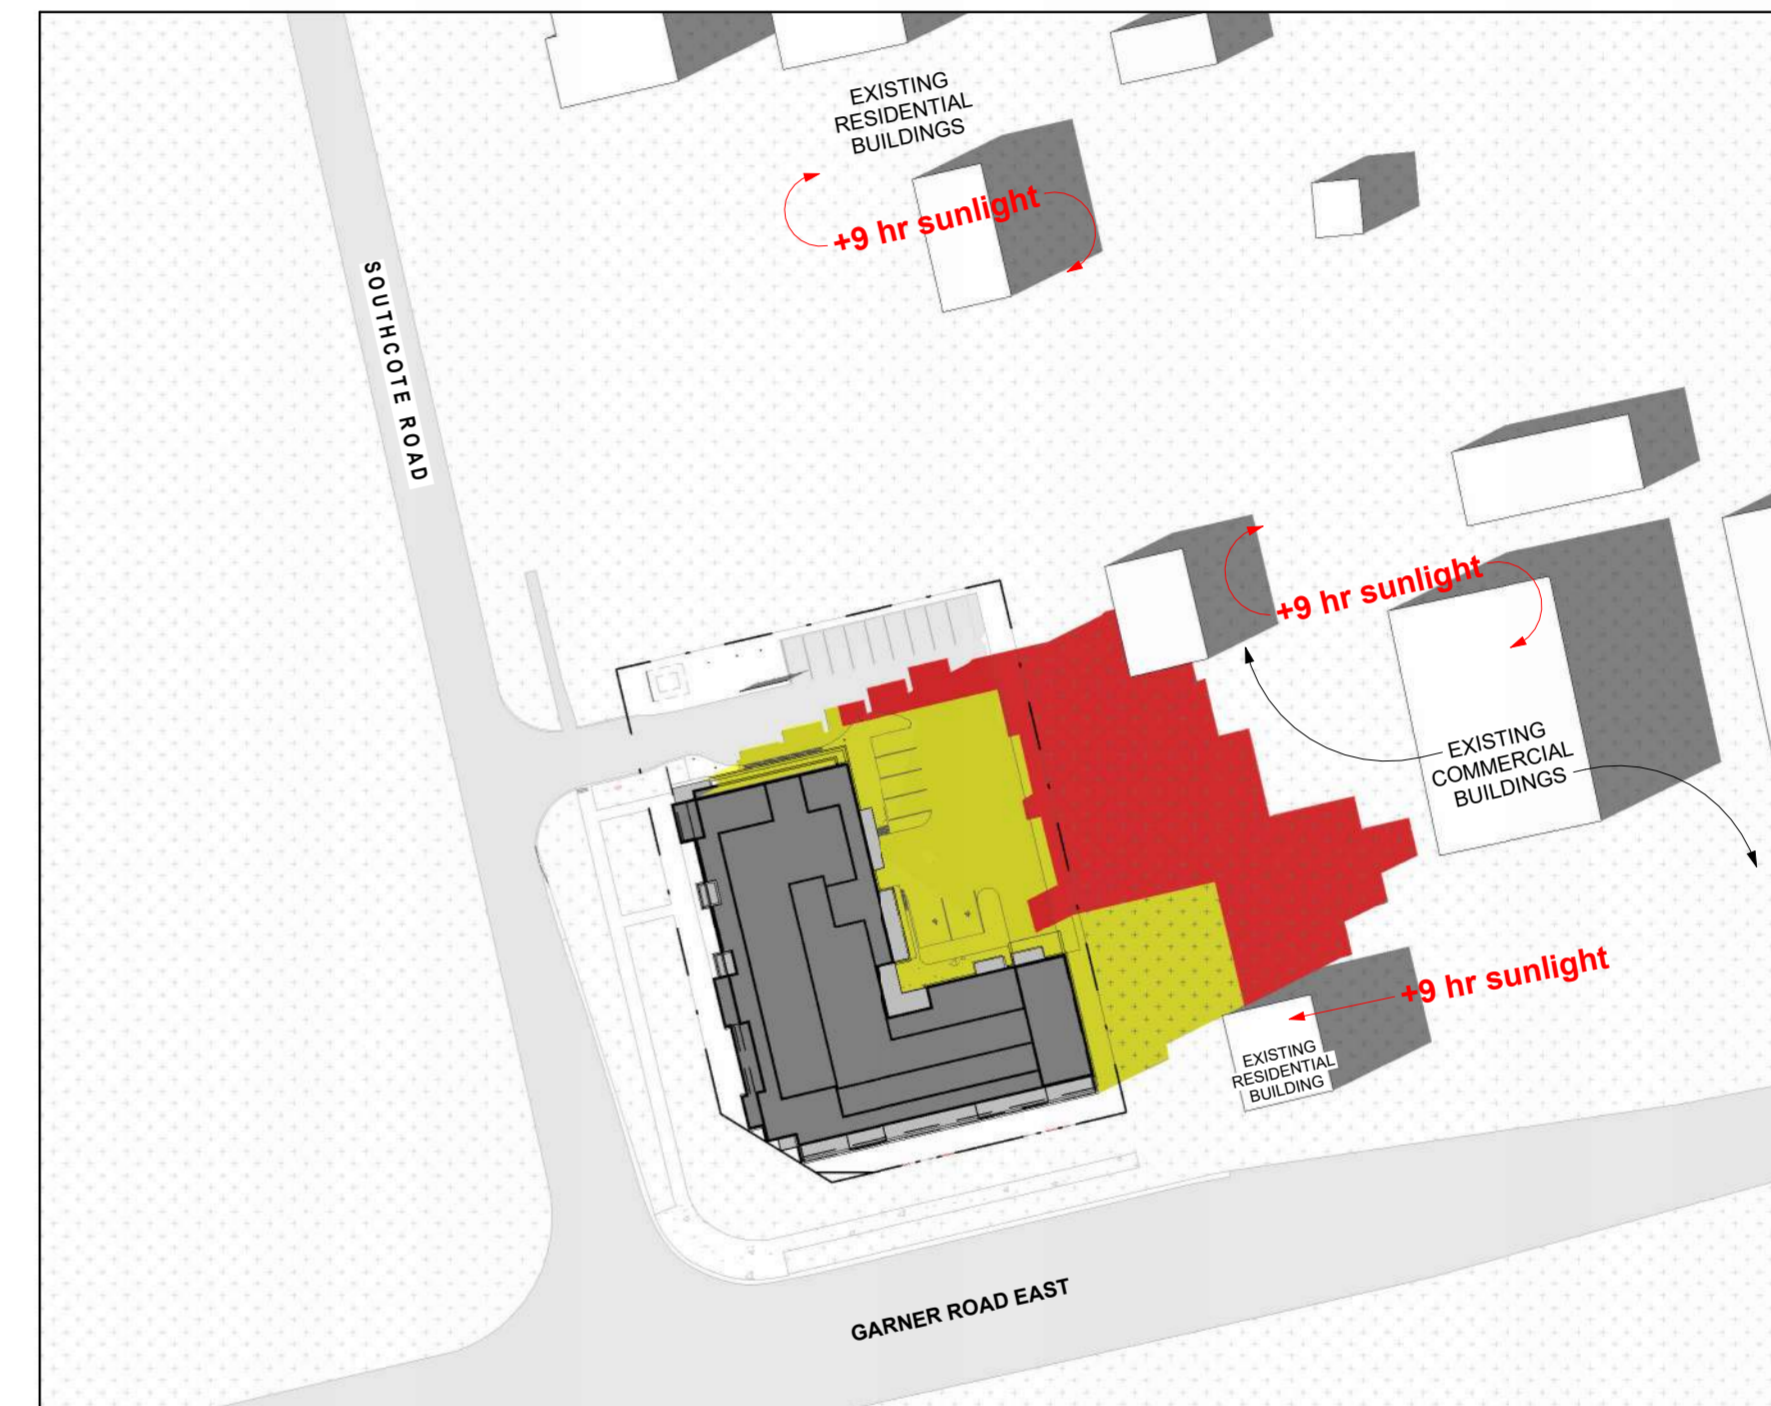 EXISTING
RESIDENTIAL
BUILDINGS
+9 hr sunlight
SOUTHCOTE ROAD
+9 hr sunlight
EXISTING
COMMERCIAL
BUILDINGS
+9 hr sunlight
EXISTING
RESIDENTIAL
BUILDING
GARNER ROAD EAST